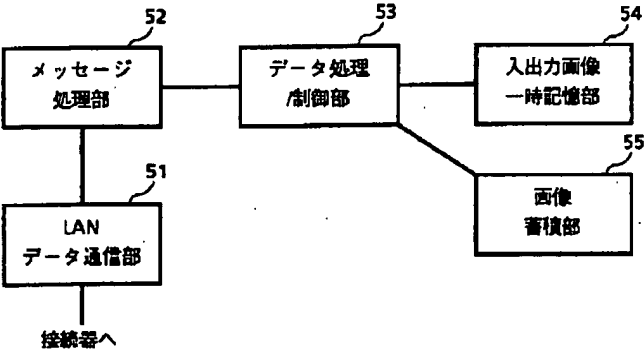 52
メッセージ
処理部
53
データ処理
/制御部
54
入出力画像
一時記憶部
55
画像
蓄積部
51
LAN
データ通信部
接続器へ